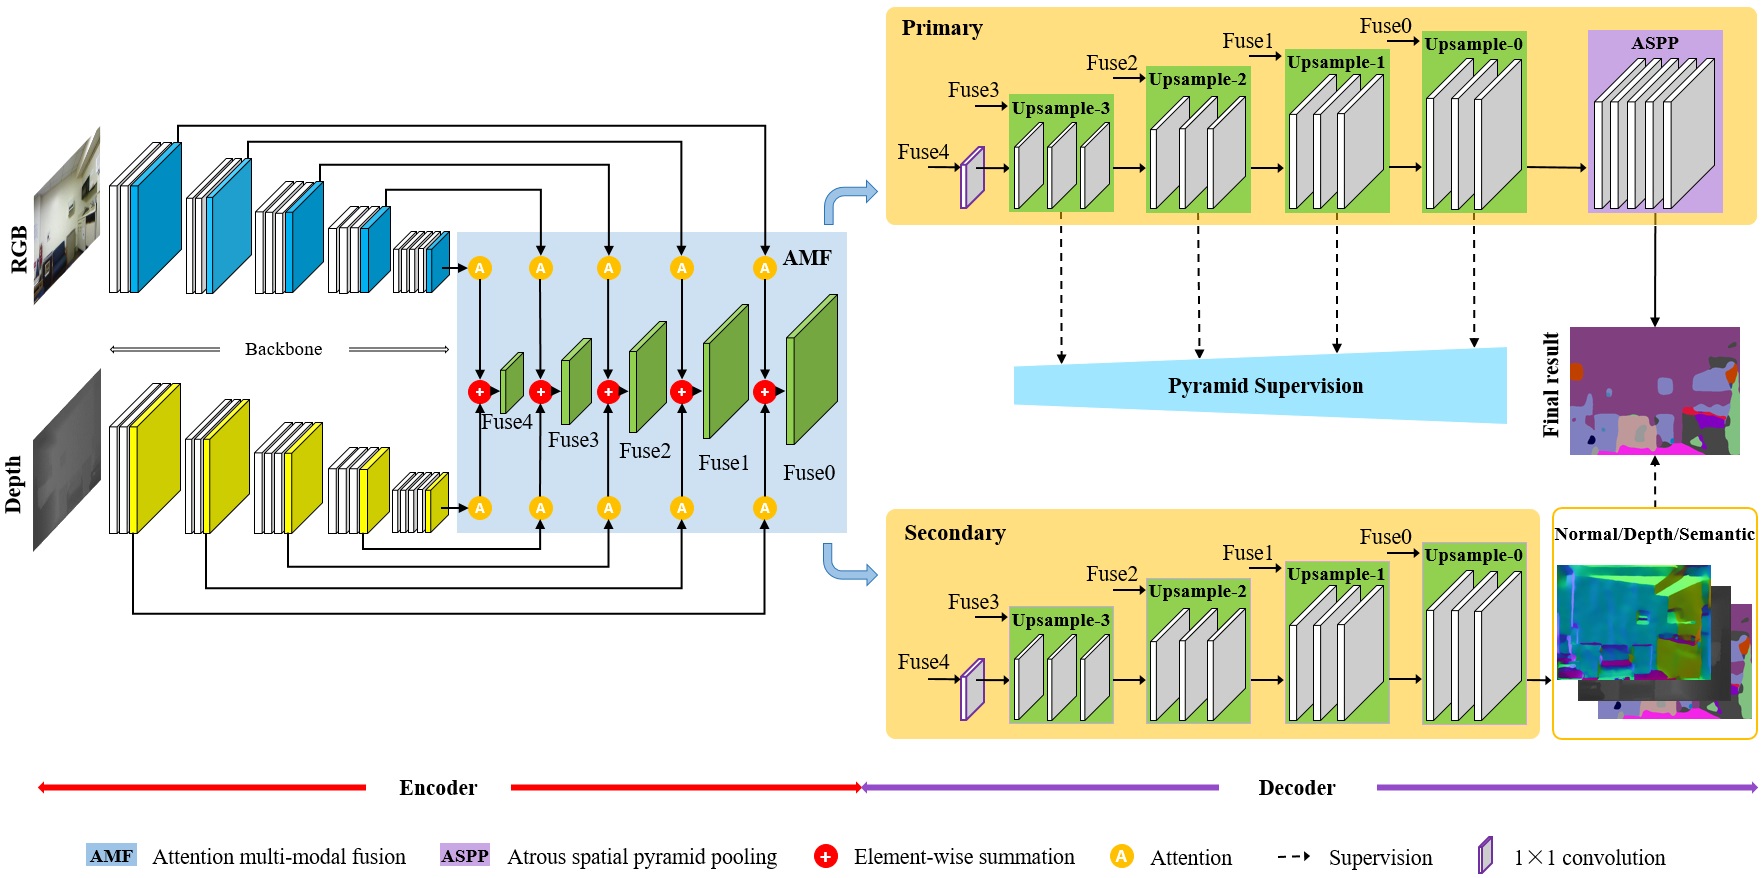 RGB
Depth
Backbone
A
A
A
A
A
AMF
+
+
+
+
+
Fuse4
Fuse3
Fuse2
Fuse1
Fuse0
A
A
A
A
A
Primary
Fuse4
Fuse3
Fuse2
Fuse1
Fuse0
Upsample-3
Upsample-2
Upsample-1
Upsample-0
ASPP
Pyramid Supervision
Final result
Secondary
Fuse4
Fuse3
Fuse2
Fuse1
Fuse0
Upsample-3
Upsample-2
Upsample-1
Upsample-0
Normal/Depth/Semantic
Encoder
Decoder
AMF Attention multi-modal fusion
ASPP Atrous spatial pyramid pooling
+ Element-wise summation
A Attention
Supervision
1×1 convolution